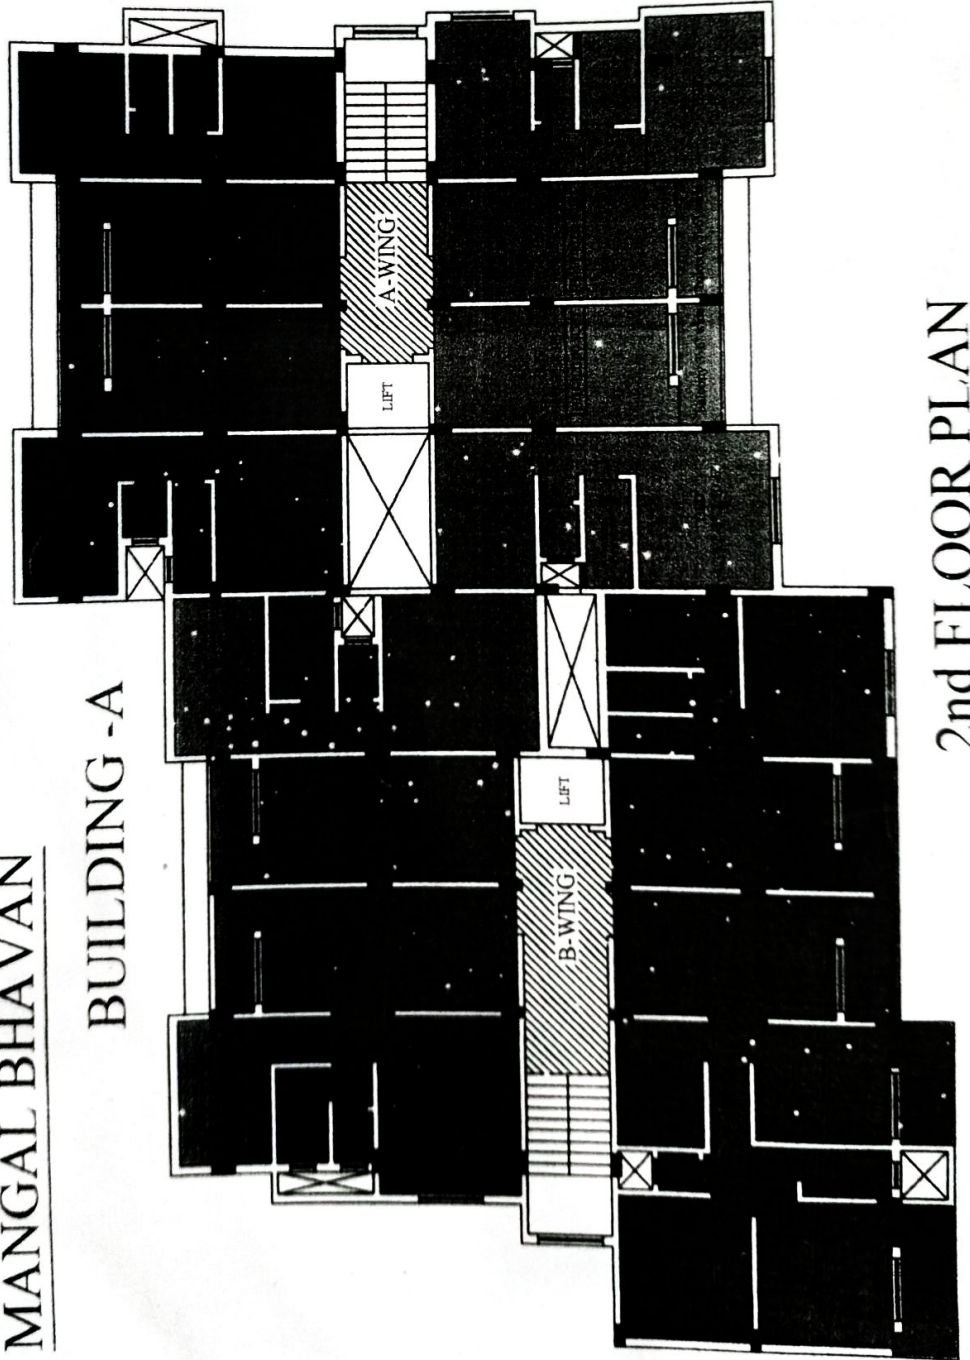 MANGAL BHAVAN
BUILDING -A
A-WING
LIFT
LIFT
B-WING
2nd FLOOR PLAN